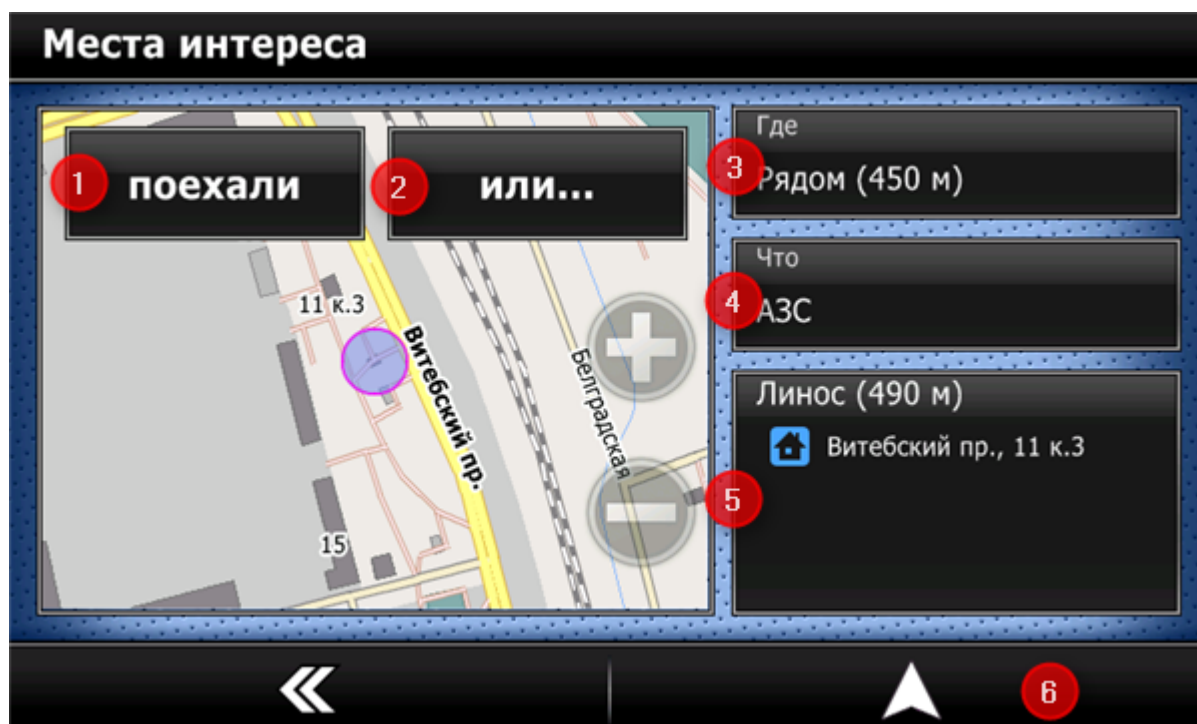 Места интереса
1 поехали
2 или...
Где
3 Рядом (450 м)
Что
4 АЗС
Линос (490 м)
Витебский пр., 11 к.3
5
11 к.3
Витебский пр.
Белградская
15
6